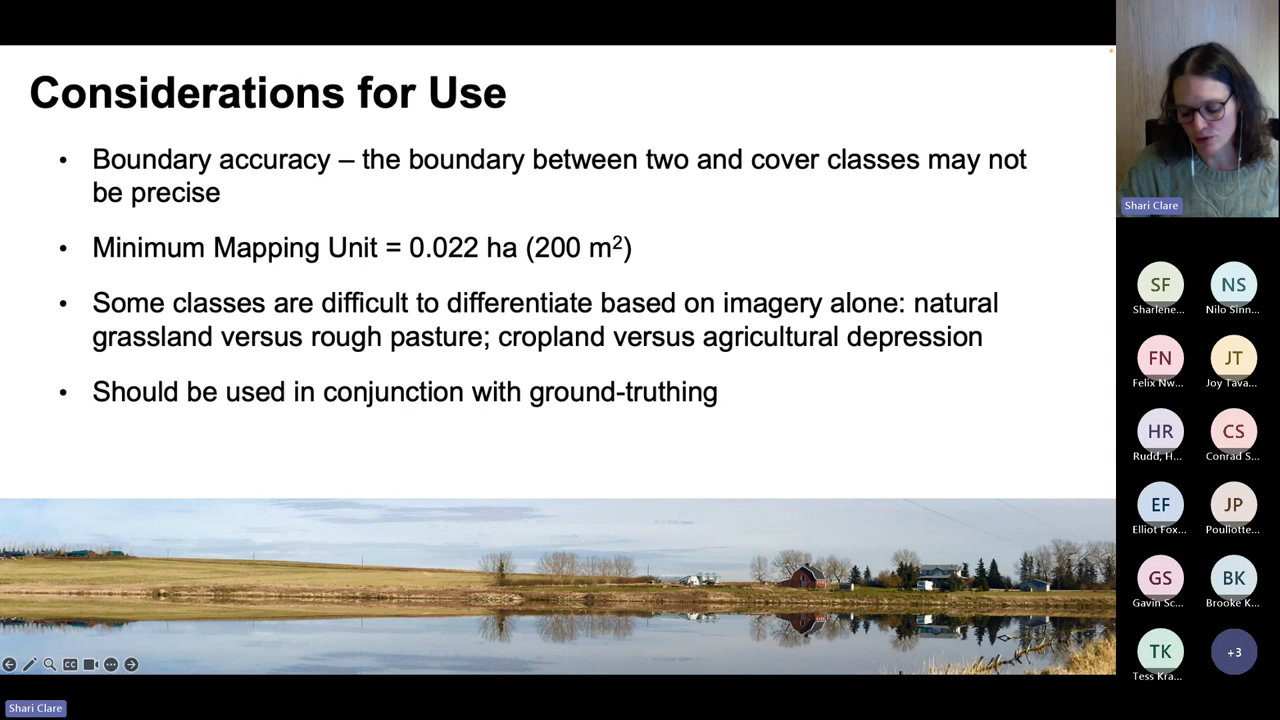 Considerations for Use
• Boundary accuracy – the boundary between two and cover classes may not
be precise
• Minimum Mapping Unit = 0.022 ha (200 m²)
• Some classes are difficult to differentiate based on imagery alone: natural
grassland versus rough pasture; cropland versus agricultural depression
• Should be used in conjunction with ground-truthing
Shari Clare
SF NS
Sharlene... Nilo Sinn...
FN JT
Felix Nw... Joy Tava...
HR CS
Rudd, H... Conrad S...
EF JP
Elliot Fox... Pouliotte...
GS BK
Gavin Sc... Brooke K...
TK +3
Tess Kra...
CC
Shari Clare